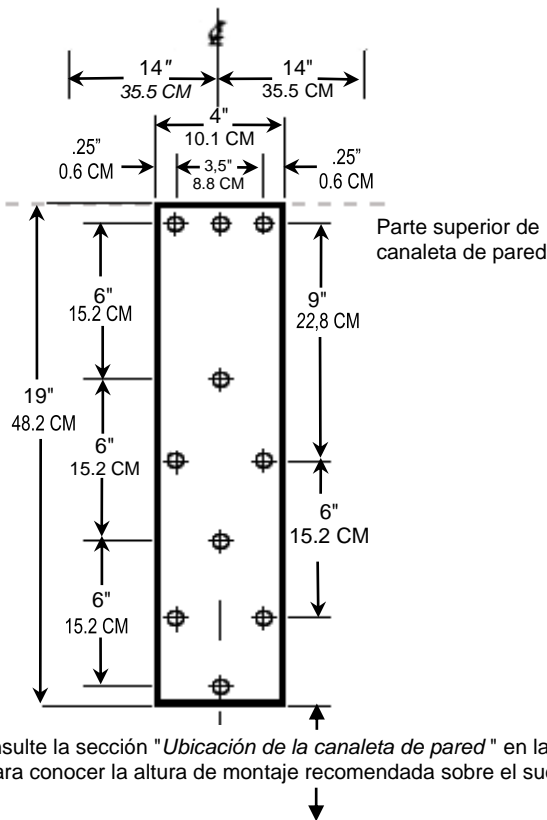 14" 14"
35.5 CM 35.5 CM
4"
10.1 CM
.25" 3,5" .25"
0.6 CM 8.8 CM 0.6 CM
Parte superior de
canaleta de pared
6" 9"
15.2 CM 22,8 CM
19"
48.2 CM
6" 6"
15.2 CM 15.2 CM
6"
15.2 CM
sulte la sección "Ubicación de la canaleta de pared " en la
ara conocer la altura de montaje recomendada sobre el sue